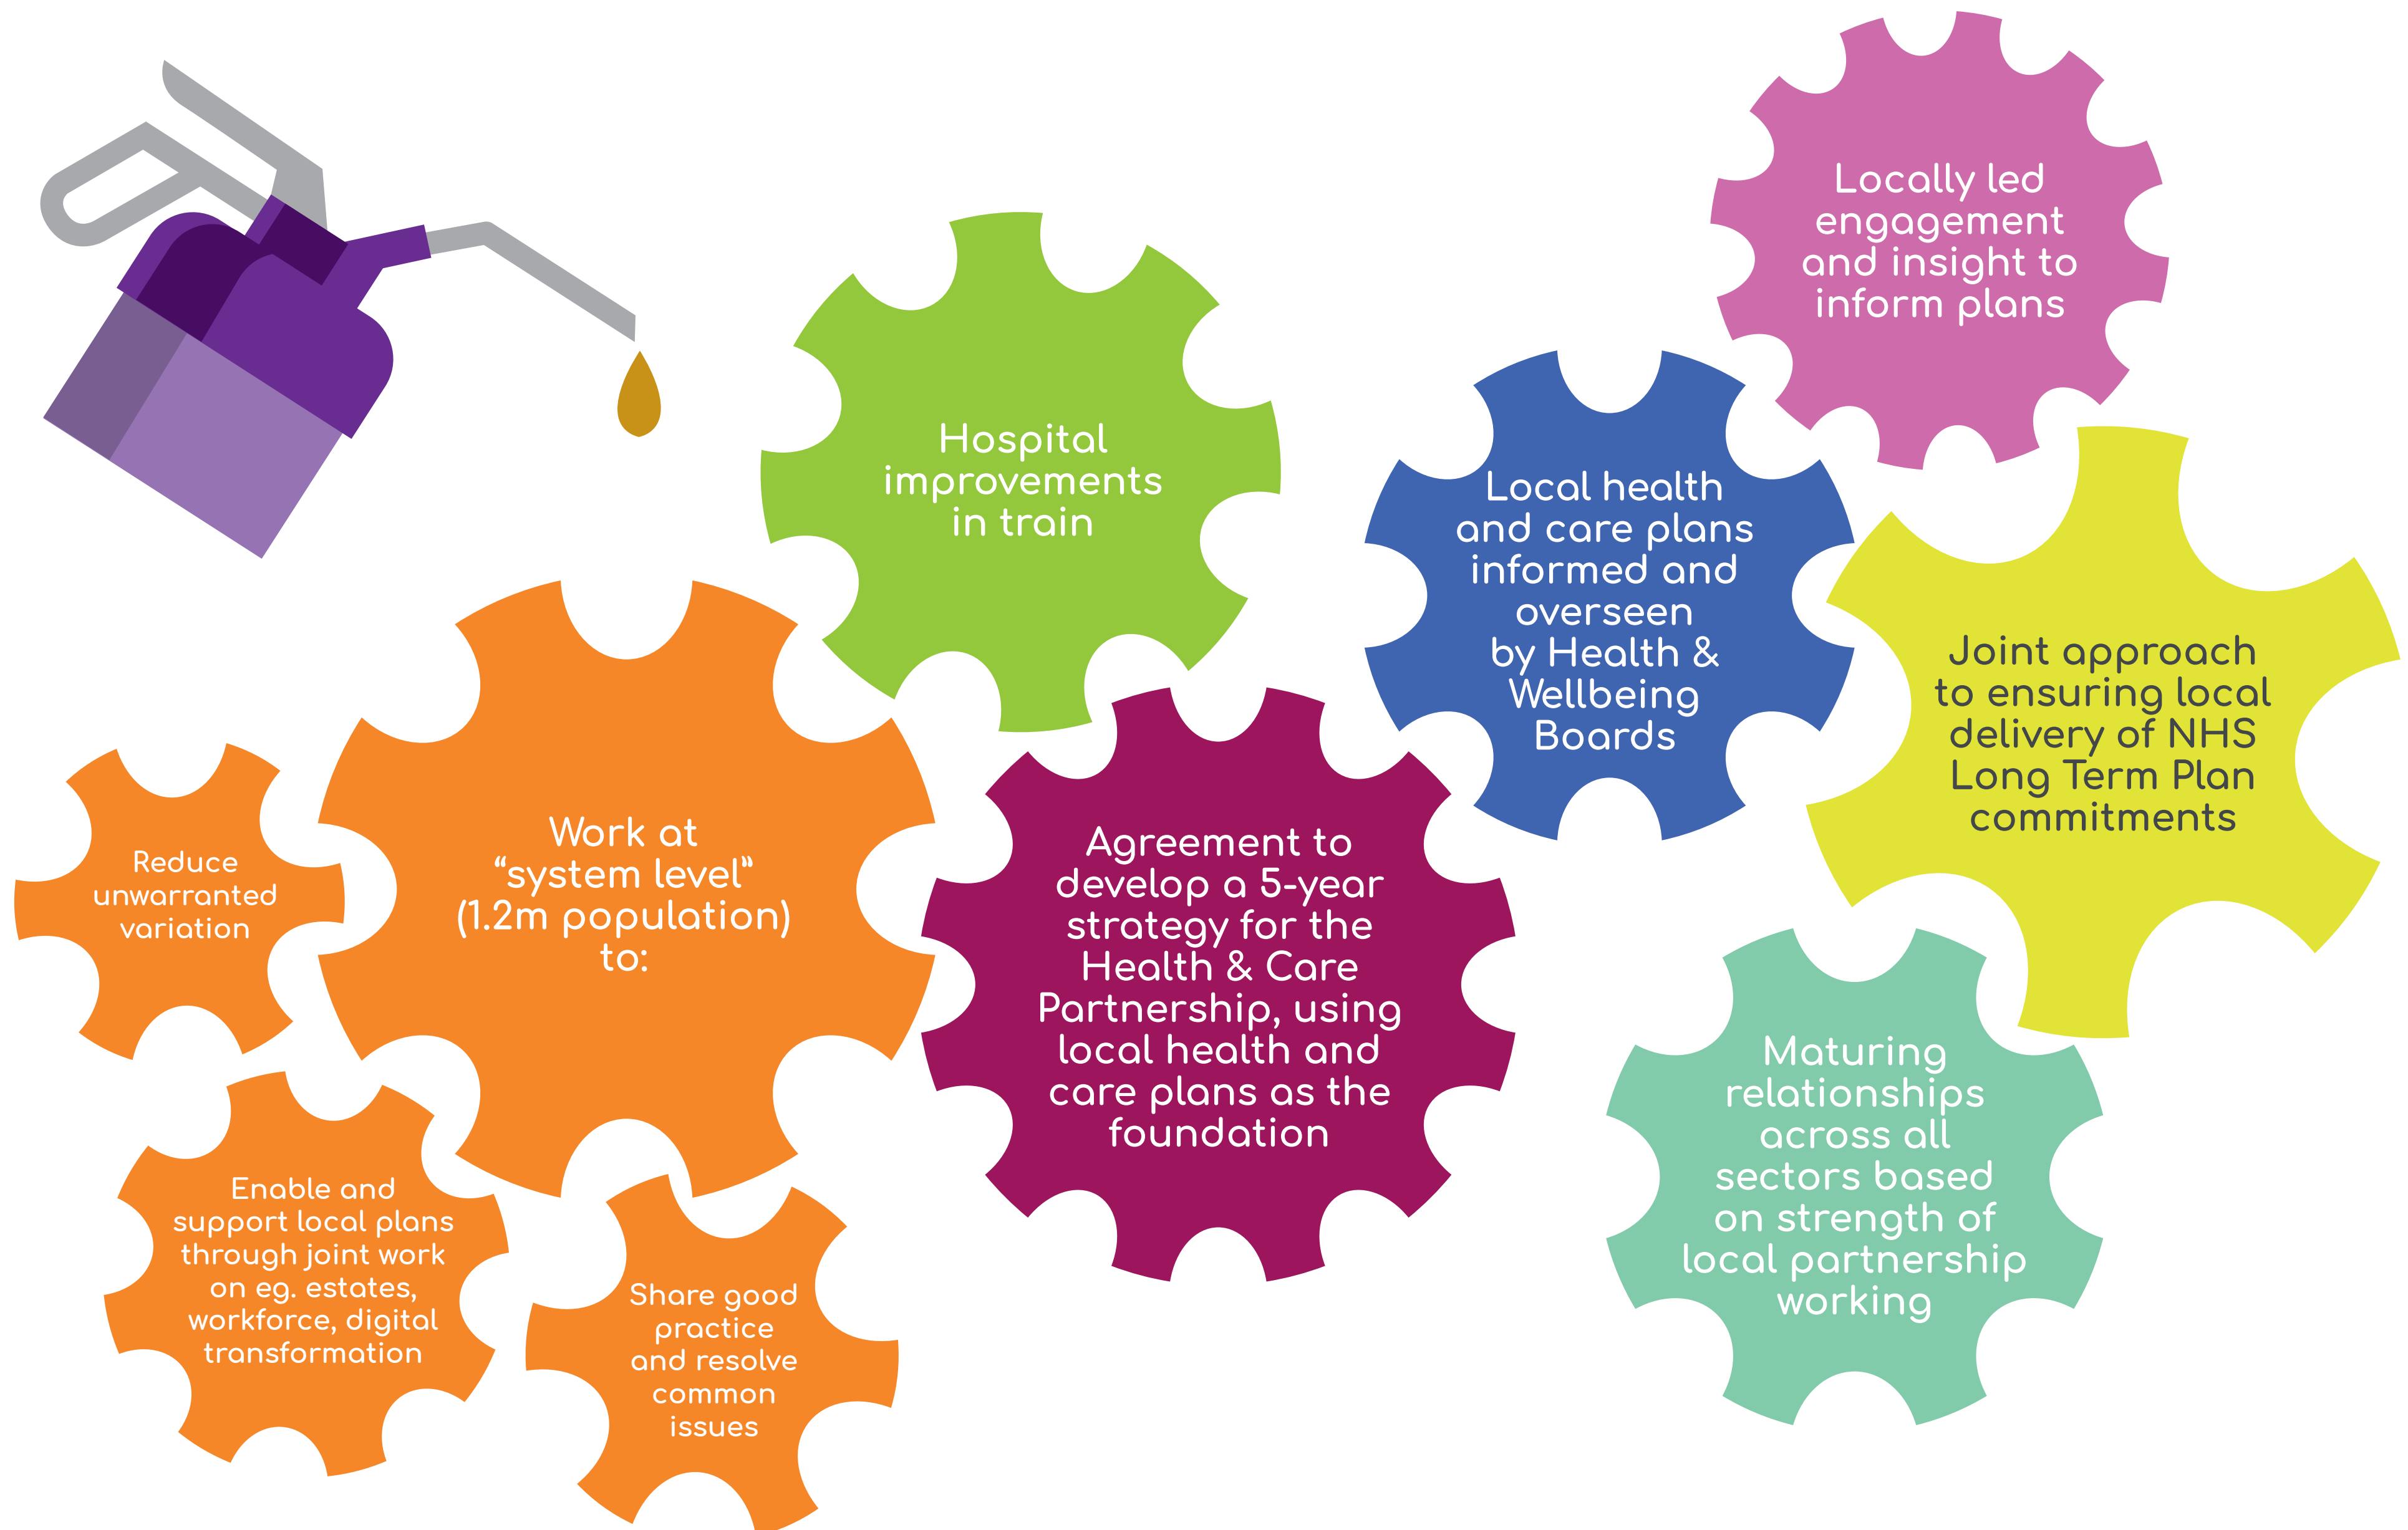 Locally led
engagement
and insight to
inform plans
Hospital
improvements
in train
Local health
and care plans
informed and
overseen
by Health &
Wellbeing
Boards
Joint approach
to ensuring local
delivery of NHS
Long Term Plan
commitments
Reduce
unwarranted
variation
Work at
“system level”
(1.2m population)
to:
Agreement to
develop a 5-year
strategy for the
Health & Care
Partnership, using
local health and
care plans as the
foundation
Maturing
relationships
across all
sectors based
on strength of
local partnership
working
Enable and
support local plans
through joint work
on eg. estates,
workforce, digital
transformation
Share good
practice
and resolve
common
issues